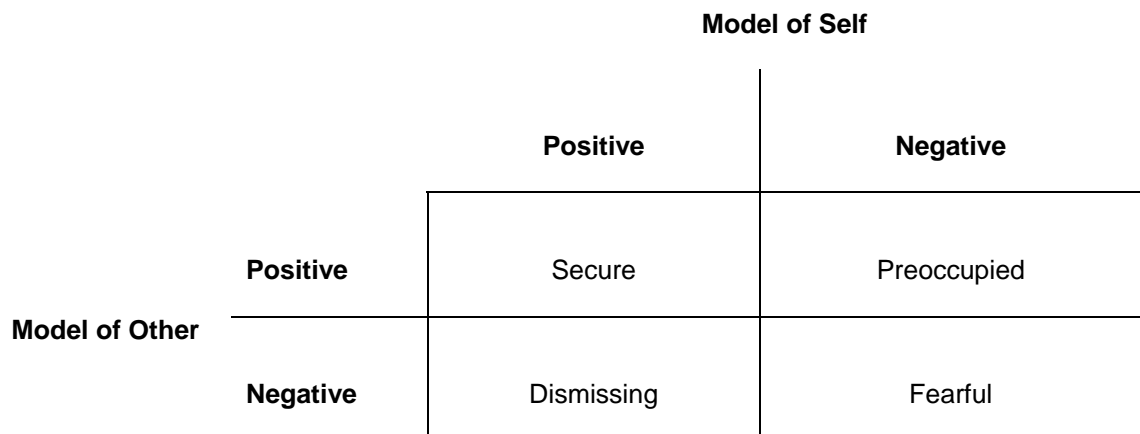 Model of Self
Positive Negative
Positive Secure Preoccupied
Model of Other
Negative Dismissing Fearful